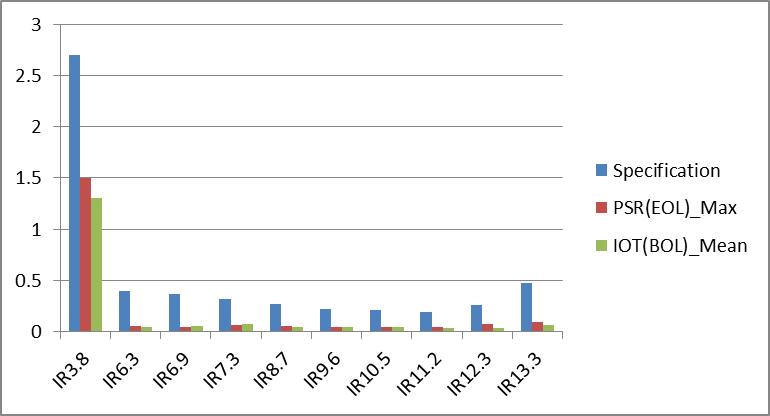 3
2.5
2
1.5
1
0.5
0
IR3.8
IR6.3
IR6.9
IR7.3
IR8.7
IR9.6
IR10.5
IR11.2
IR12.3
IR13.3
Specification
PSR(EOL)_Max
IOT(BOL)_Mean